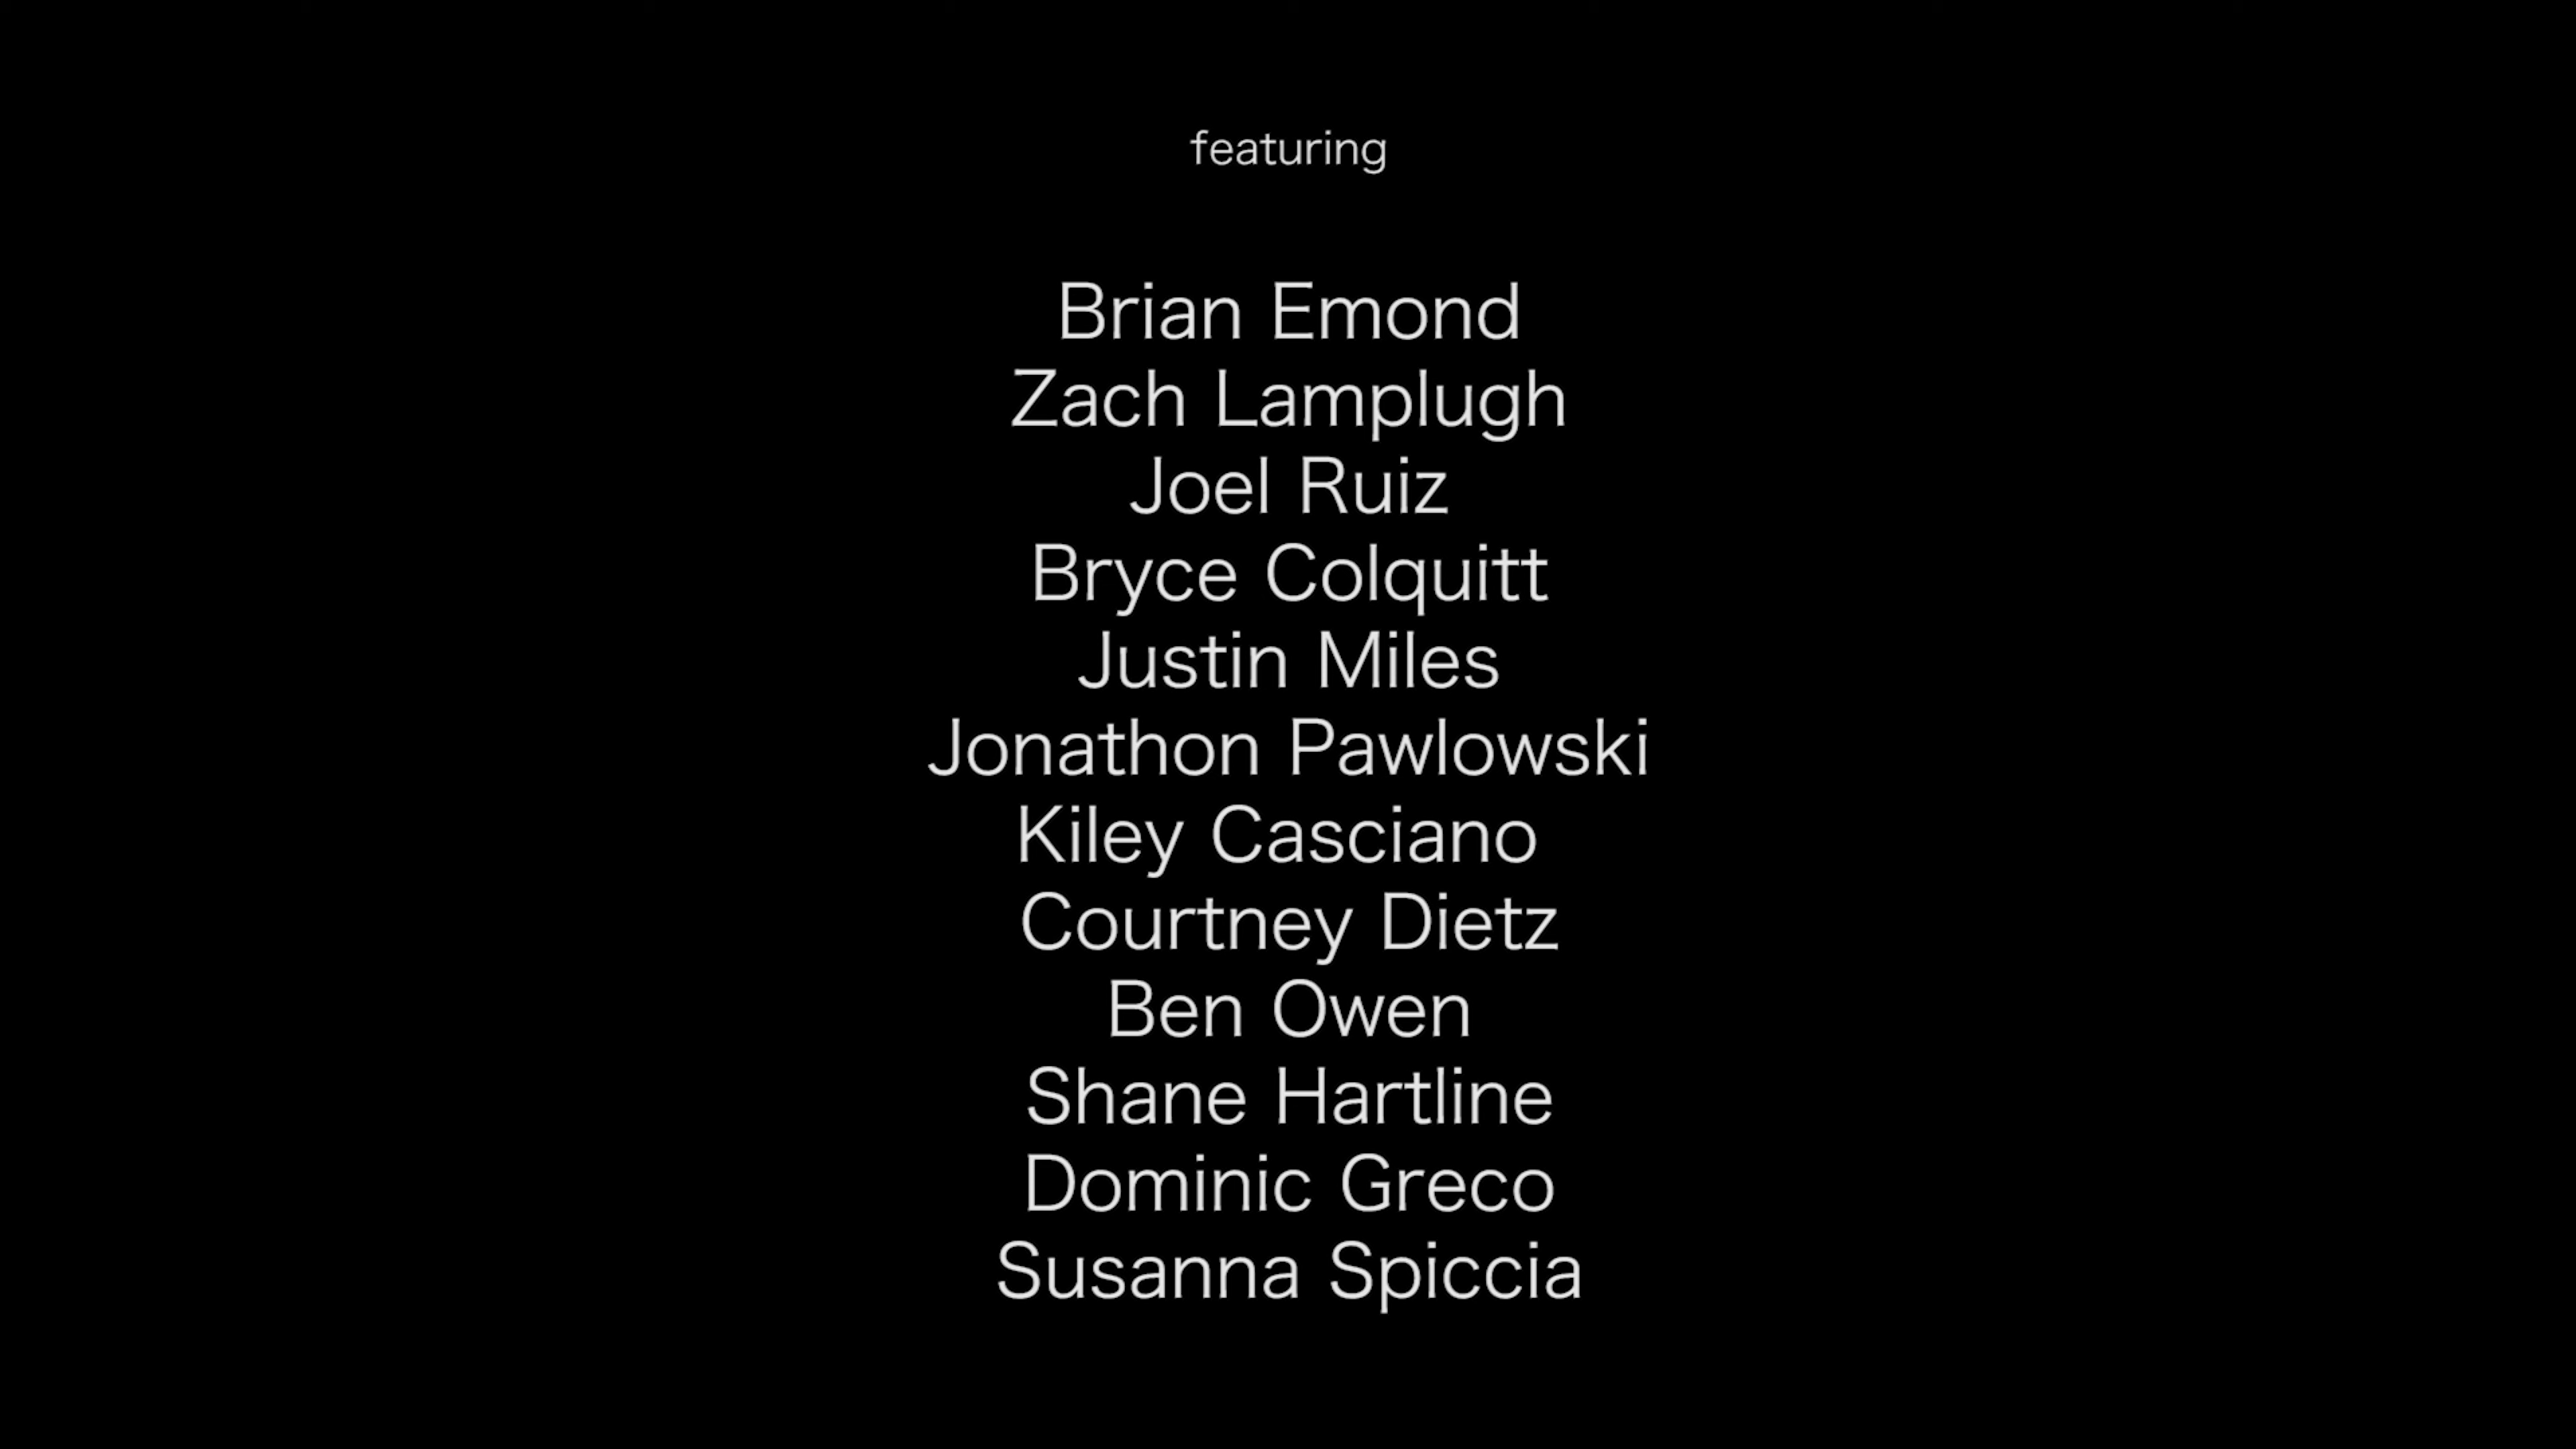 featuring
Brian Emond
Zach Lamplugh
Joel Ruiz
Bryce Colquitt
Justin Miles
Jonathon Pawlowski
Kiley Casciano
Courtney Dietz
Ben Owen
Shane Hartline
Dominic Greco
Susanna Spiccia